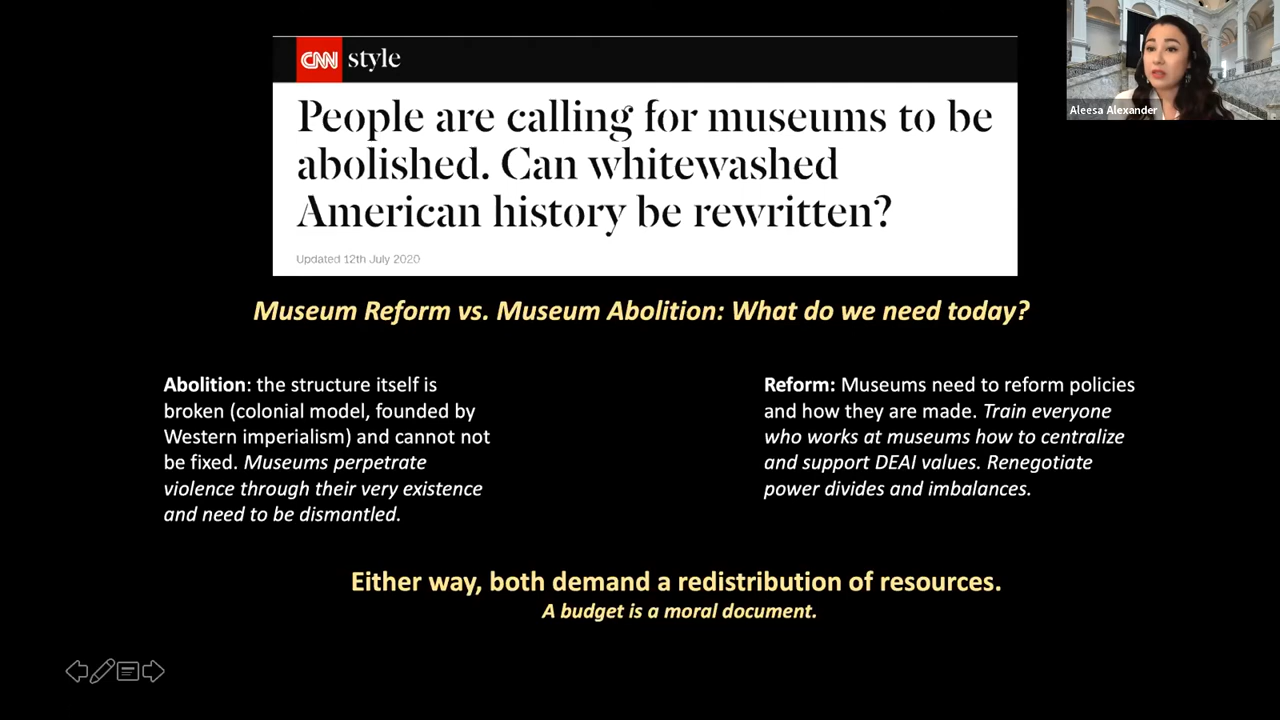 CNN style
People are calling for museums to be
abolished. Can whitewashed
American history be rewritten?
Updated 12th July 2020
Museum Reform vs. Museum Abolition: What do we need today?
Abolition: the structure itself is
broken (colonial model, founded by
Western imperialism) and cannot not
be fixed. Museums perpetrate
violence through their very existence
and need to be dismantled.
Reform: Museums need to reform policies
and how they are made. Train everyone
who works at museums how to centralize
and support DEAI values. Renegotiate
power divides and imbalances.
Either way, both demand a redistribution of resources.
A budget is a moral document.
Aleesa Alexander